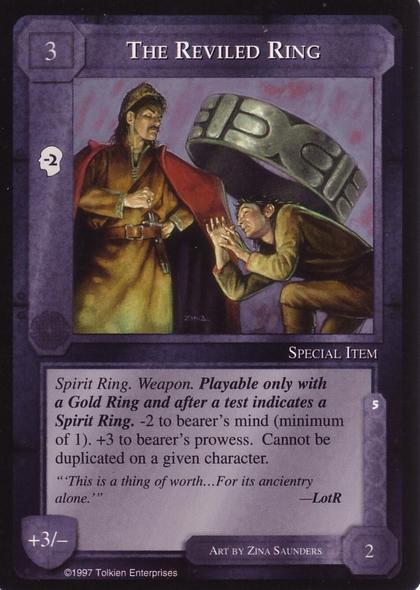 3
THE REVILED RING
-2
ZINA
SPECIAL ITEM
Spirit Ring. Weapon. Playable only with
a Gold Ring and after a test indicates a
Spirit Ring. -2 to bearer's mind (minimum
of 1). +3 to bearer's prowess. Cannot be
duplicated on a given character.
5
“‘This is a thing of worth…For its ancientry
alone.’”
—LotR
+3/–
ART BY ZINA SAUNDERS
2
©1997 Tolkien Enterprises